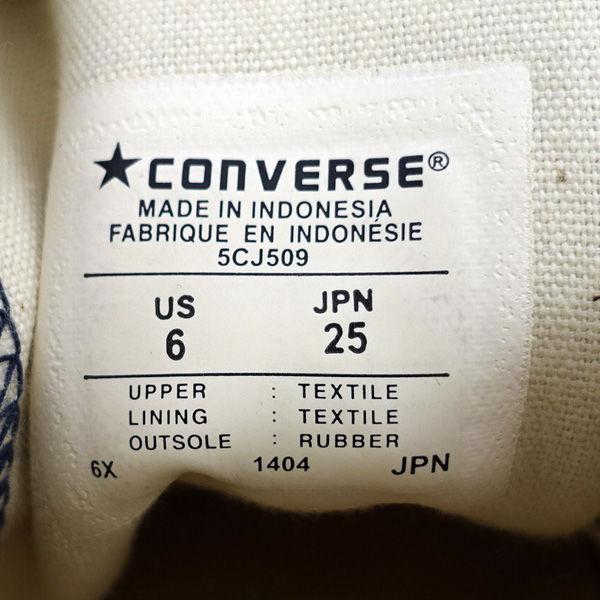 ★CONVERSE®
MADE IN INDONESIA
FABRIQUE EN INDONÉSIE
5CJ509
US JPN
6 25
UPPER : TEXTILE
LINING : TEXTILE
OUTSOLE : RUBBER
6X 1404 JPN